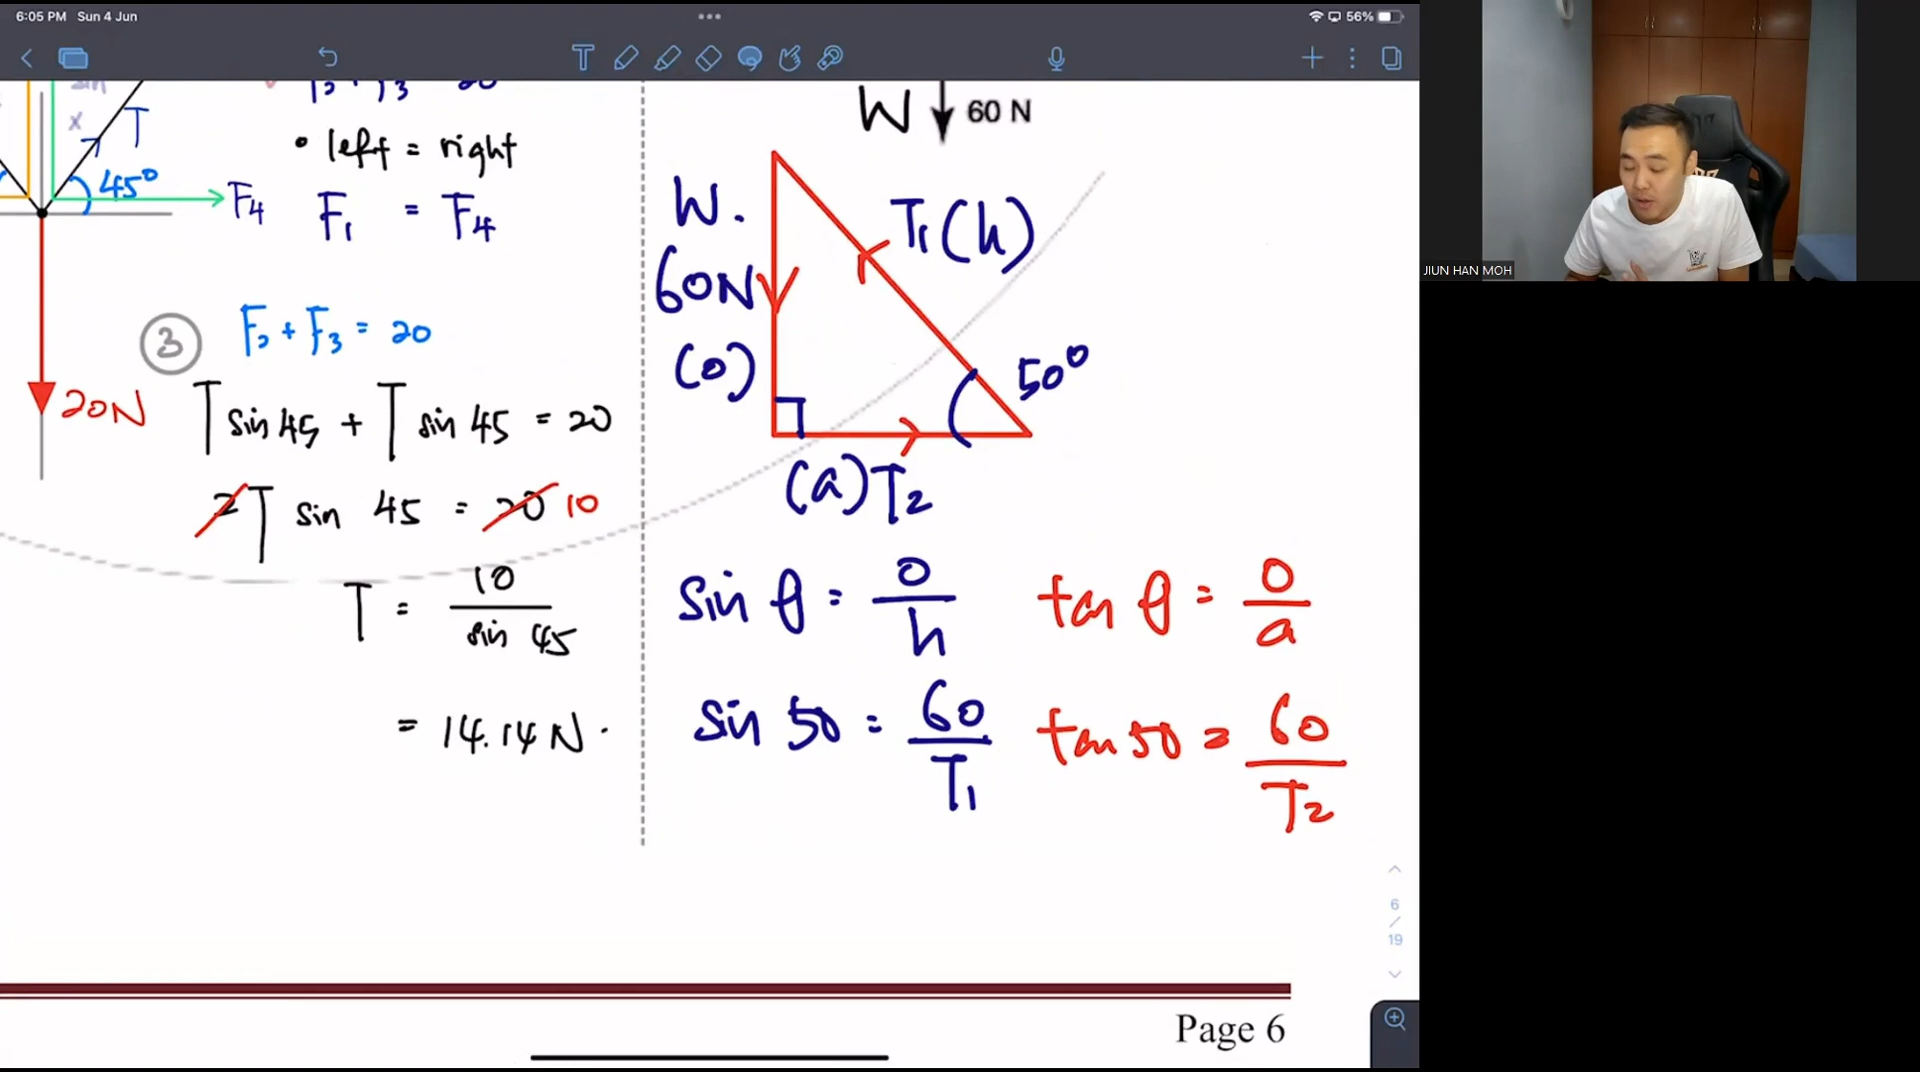 6:05 PM Sun 4 Jun
56%
sin
x
T
45°
F4
20N
• left = right
F1 = F4
3
F2 + F3 = 20
T sin 45 + T sin 45 = 20
2T sin 45 = 20 10
T = 10 / sin 45
= 14.14 N.
W 60 N
W.
60N
(o)
T1 (h)
50°
(a) T2
sin θ = o / h
tan θ = o / a
sin 50 = 60 / T1
tan 50 = 60 / T2
6
/
19
Page 6
JIUN HAN MOH